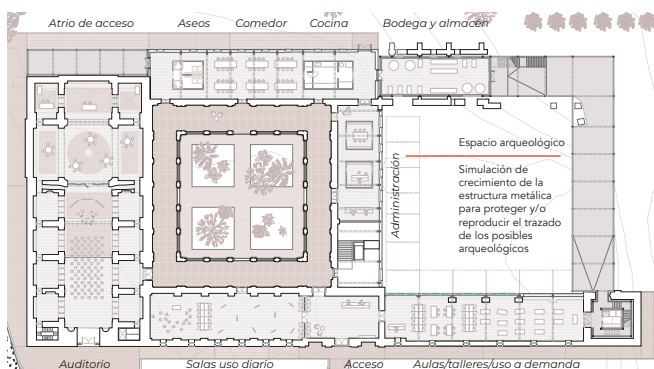 Atrio de acceso Aseos Comedor Cocina Bodega y almacén
Administración
Espacio arqueológico
Simulación de
crecimiento de la
estructura metálica
para proteger y/o
reproducir el trazado
de los posibles
arqueológicos
Auditorio Salas uso diario Acceso Aulas/talleres/uso a demanda